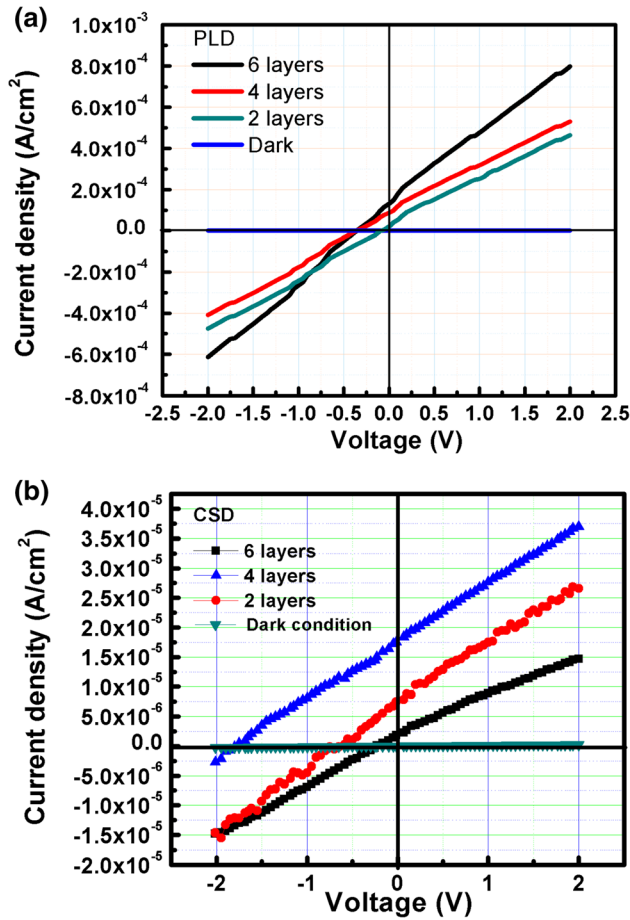 (a)
1.0x10⁻³
8.0x10⁻⁴
6.0x10⁻⁴
4.0x10⁻⁴
2.0x10⁻⁴
0.0
-2.0x10⁻⁴
-4.0x10⁻⁴
-6.0x10⁻⁴
-8.0x10⁻⁴
Current density (A/cm²)
PLD
6 layers
4 layers
2 layers
Dark
-2.5 -2.0 -1.5 -1.0 -0.5 0.0 0.5 1.0 1.5 2.0 2.5
Voltage (V)
(b)
4.0x10⁻⁵
3.5x10⁻⁵
3.0x10⁻⁵
2.5x10⁻⁵
2.0x10⁻⁵
1.5x10⁻⁵
1.0x10⁻⁵
5.0x10⁻⁶
0.0
-5.0x10⁻⁶
-1.0x10⁻⁵
-1.5x10⁻⁵
-2.0x10⁻⁵
Current density (A/cm²)
CSD
6 layers
4 layers
2 layers
Dark condition
-2 -1 0 1 2
Voltage (V)